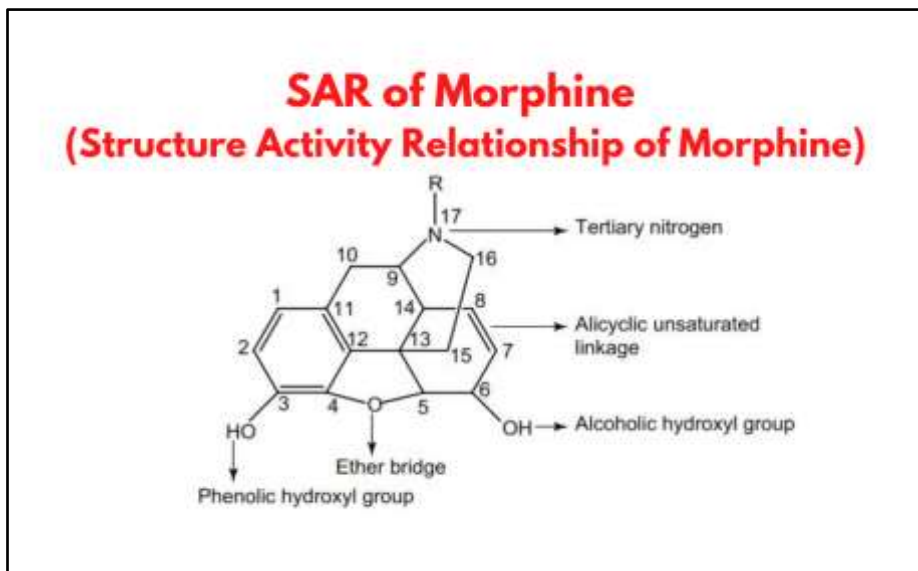 SAR of Morphine
(Structure Activity Relationship of Morphine)
R
17
N
Tertiary nitrogen
10
16
9
1
14
8
11
Alicyclic unsaturated
linkage
12
13
2
15
7
3
4
O
5
6
HO
OH
Alcoholic hydroxyl group
Ether bridge
Phenolic hydroxyl group